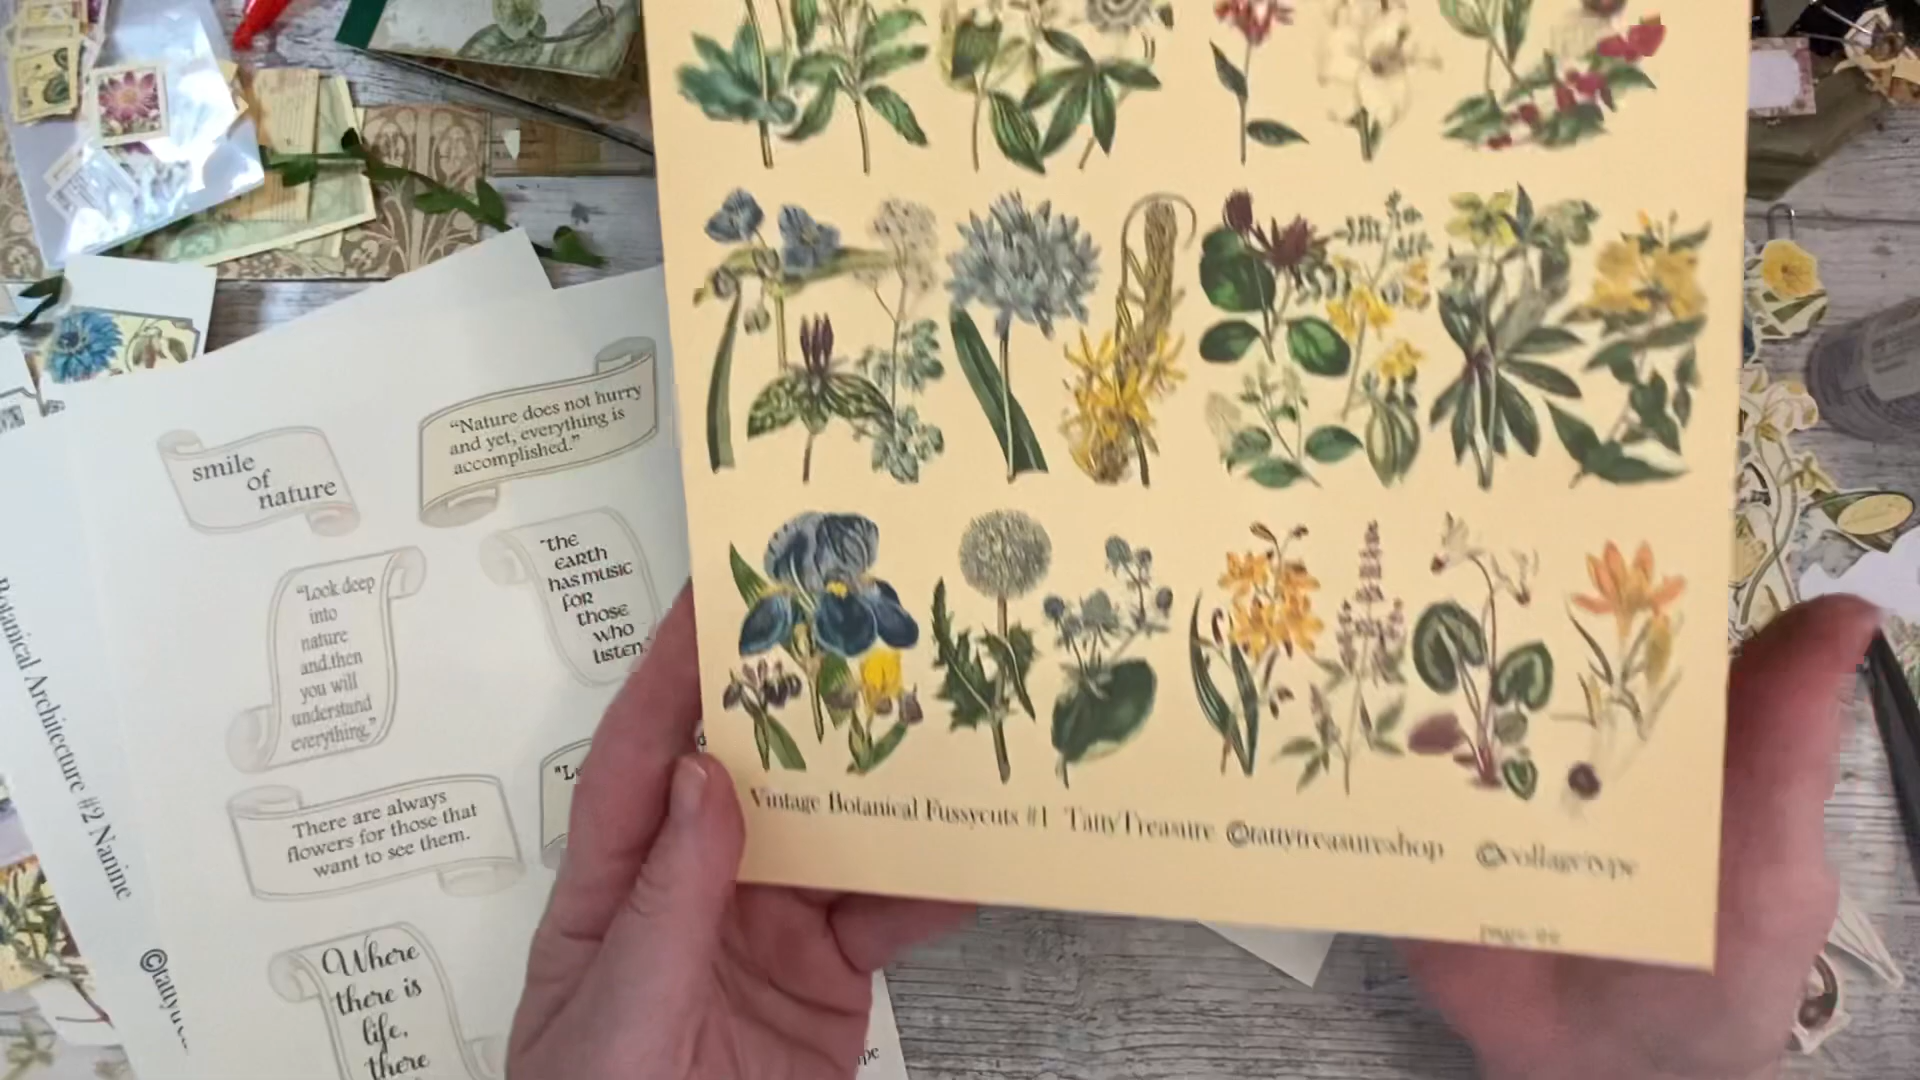 smile
of
nature
“Nature does not hurry
and yet, everything is
accomplished.”
“Look deep
into
nature
and then
you will
understand
everything.”
"the
earth
has music
for
those
who
listen."
There are always
flowers for those that
want to see them.
Where
there is
life,
there
Botanical Architecture #2 Nanine
Vintage Botanical Fussycuts #1 TattyTreasure ©tattytreasureshop ©collagetype